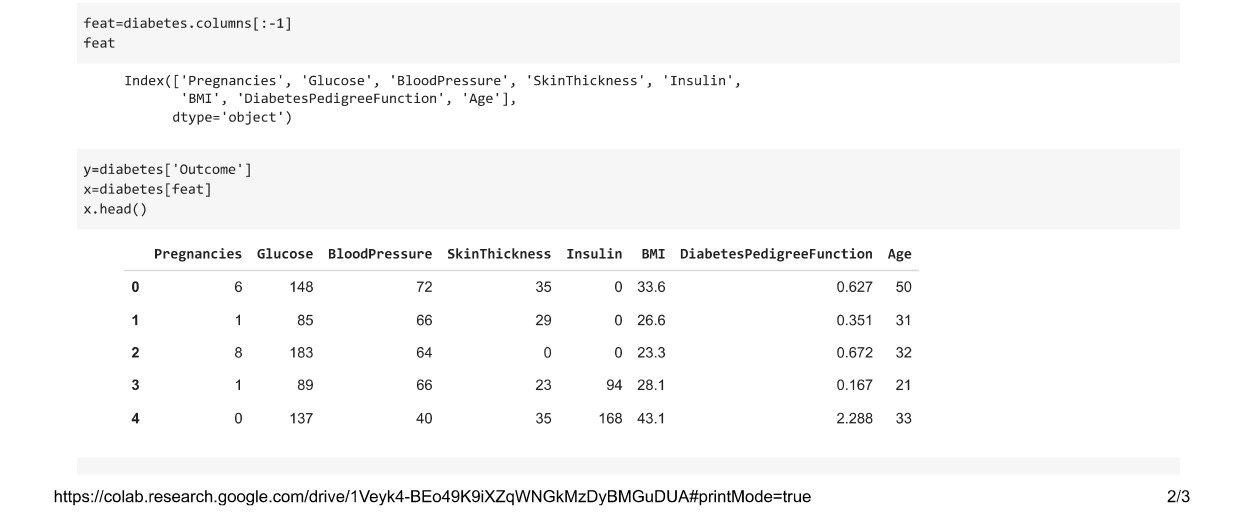 feat=diabetes.columns[:-1]
feat
Index(['Pregnancies', 'Glucose', 'BloodPressure', 'SkinThickness', 'Insulin',
'BMI', 'DiabetesPedigreeFunction', 'Age'],
dtype='object')
y=diabetes['Outcome']
x=diabetes[feat]
x.head()
Pregnancies Glucose BloodPressure SkinThickness Insulin BMI DiabetesPedigreeFunction Age
0 6 148 72 35 0 33.6 0.627 50
1 1 85 66 29 0 26.6 0.351 31
2 8 183 64 0 0 23.3 0.672 32
3 1 89 66 23 94 28.1 0.167 21
4 0 137 40 35 168 43.1 2.288 33
https://colab.research.google.com/drive/1Veyk4-BEo49K9iXZqWNGkMzDyBMGuDUA#printMode=true 2/3